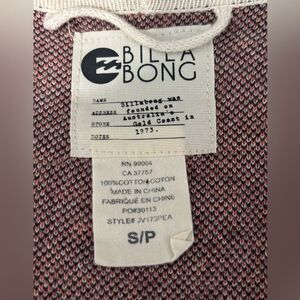 BILLA
BONG
NAME Billabong was
ADDRESS founded on
Australia's
STORE Gold Coast in
NOTES 1973.
RN 99004
CA 37757
100%COTTON-COTON
MADE IN CHINA
FABRIQUÉ EN CHINE
PO#30113
STYLE# JV173PEA
S/P